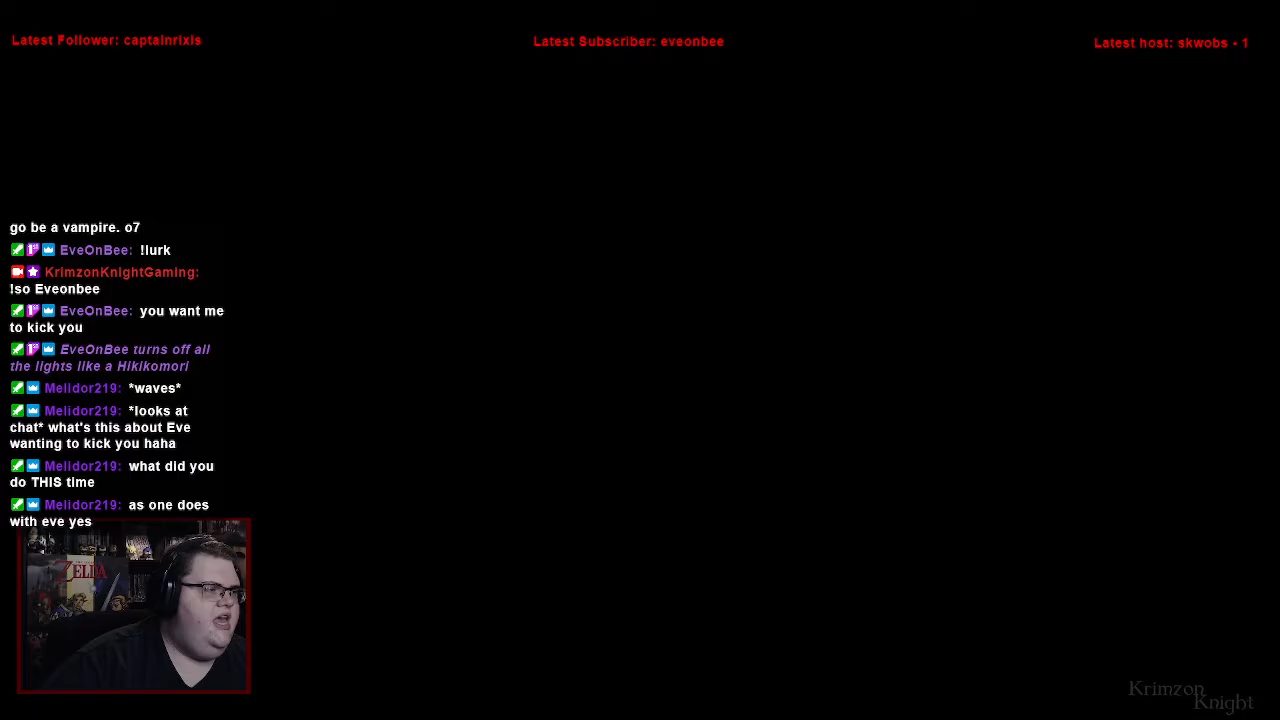 Latest Follower: captainrixis
Latest Subscriber: eveonbee
Latest host: skwobs - 1
go be a vampire. o7
EveOnBee: !lurk
KrimzonKnightGaming:
!so Eveonbee
EveOnBee: you want me
to kick you
EveOnBee turns off all
the lights like a Hikikomori
Melidor219: *waves*
Melidor219: *looks at
chat* what's this about Eve
wanting to kick you haha
Melidor219: what did you
do THIS time
Melidor219: as one does
with eve yes
ZELDA
Krimzon
Knight